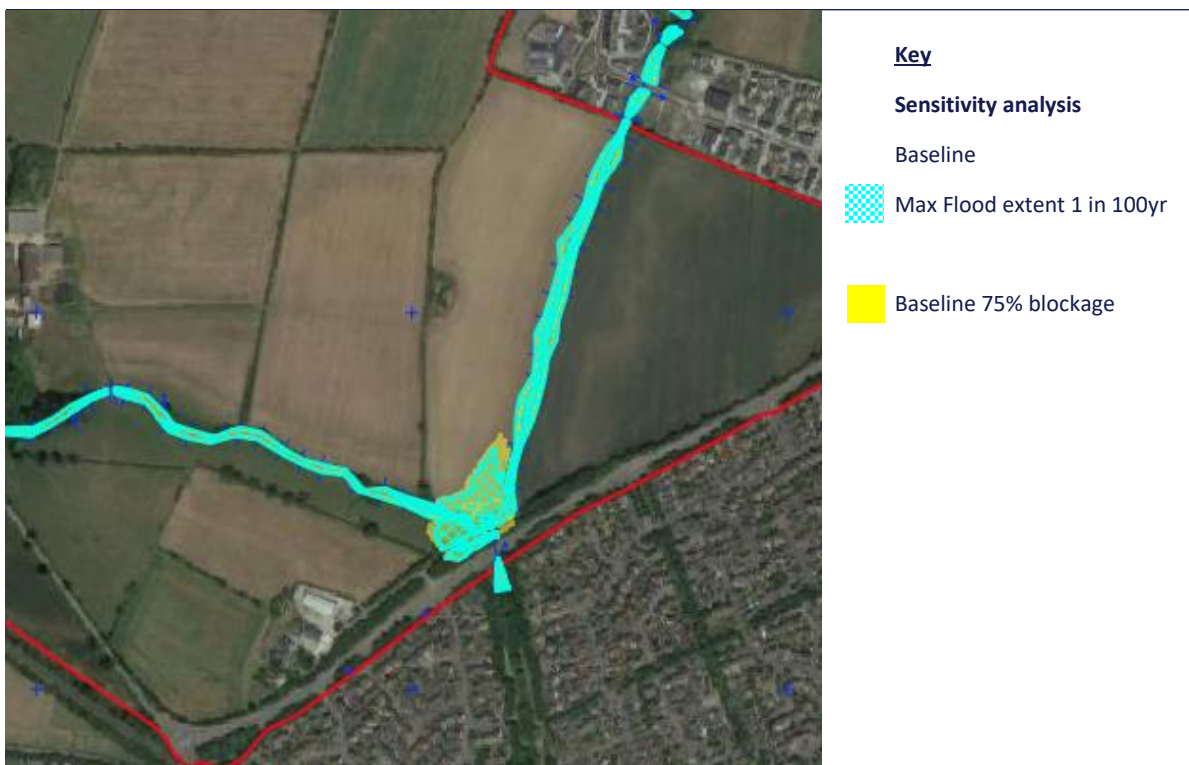 Key
Sensitivity analysis
Baseline
Max Flood extent 1 in 100yr
Baseline 75% blockage